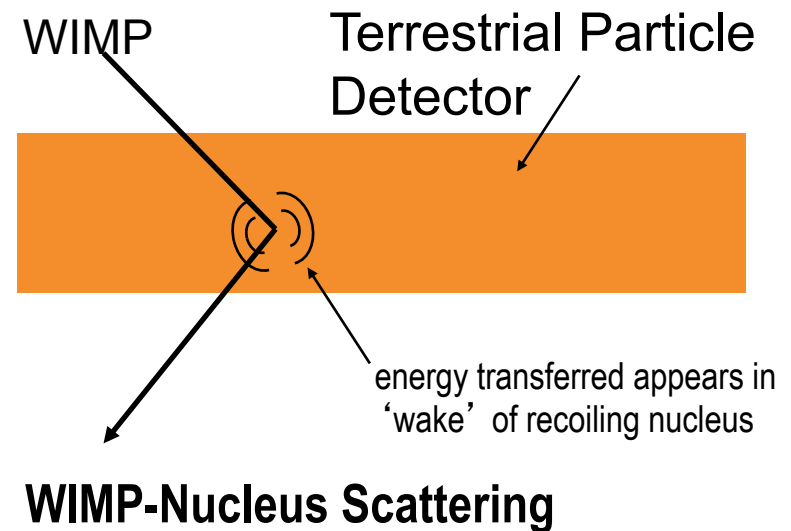 WIMP
Terrestrial Particle
Detector
energy transferred appears in
‘wake’ of recoiling nucleus
WIMP-Nucleus Scattering